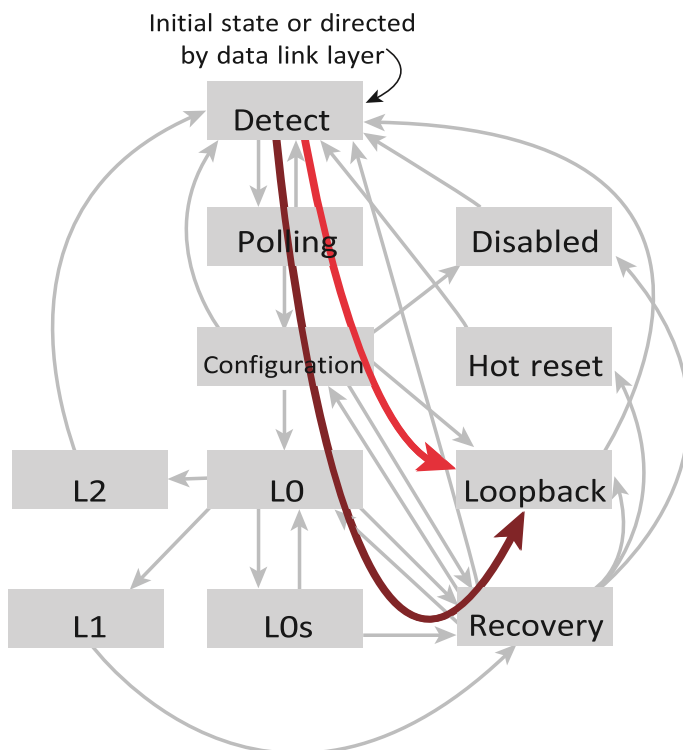 Initial state or directed
by data link layer
Detect
Polling
Disabled
Configuration
Hot reset
L2
L0
Loopback
L1
L0s
Recovery